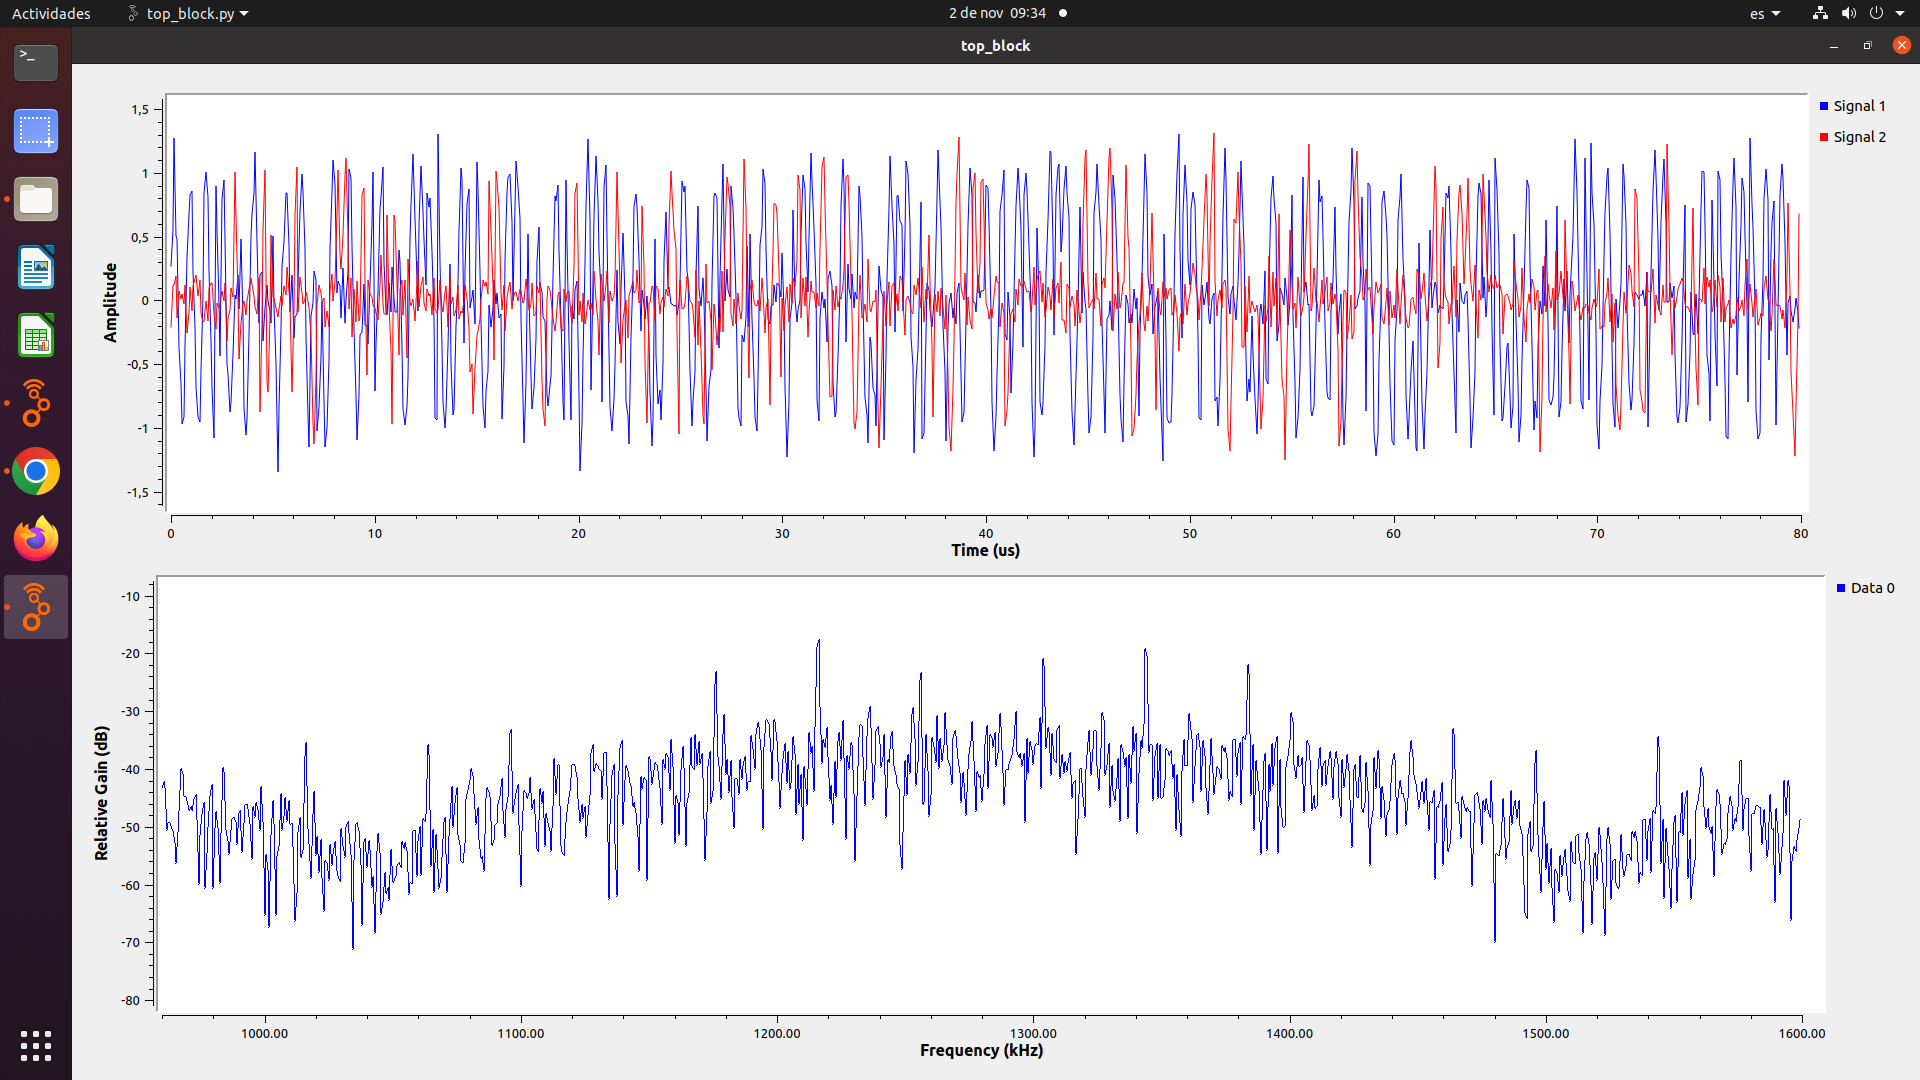 Actividades top_block.py 2 de nov 09:34 es
top_block
>_
1,5
1
0,5
0
-0,5
-1
-1,5
Amplitude
0 10 20 30 40 50 60 70 80
Time (us)
Signal 1
Signal 2
-10
-20
-30
-40
-50
-60
-70
-80
Relative Gain (dB)
1000.00 1100.00 1200.00 1300.00 1400.00 1500.00 1600.00
Frequency (kHz)
Data 0